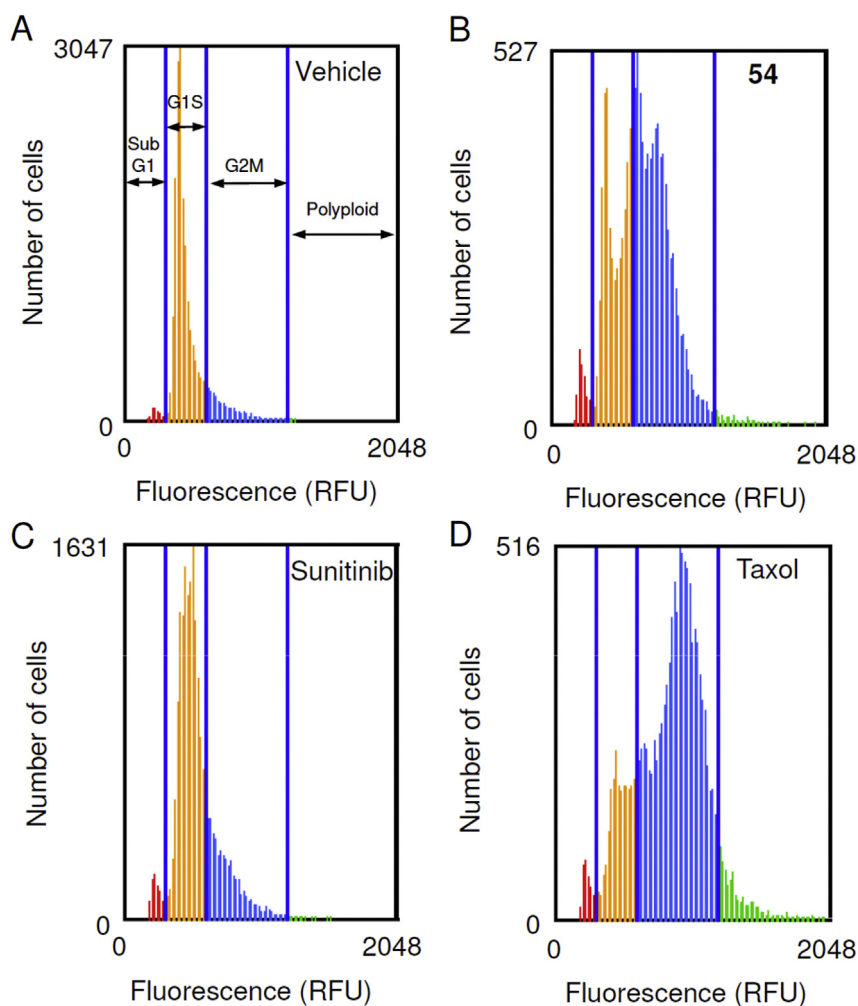 A
3047
Vehicle
G1S
Sub
G1
G2M
Polyploid
Number of cells
0
0
2048
Fluorescence (RFU)
B
527
54
Number of cells
0
0
2048
Fluorescence (RFU)
C
1631
Sunitinib
Number of cells
0
0
2048
Fluorescence (RFU)
D
516
Taxol
Number of cells
0
0
2048
Fluorescence (RFU)